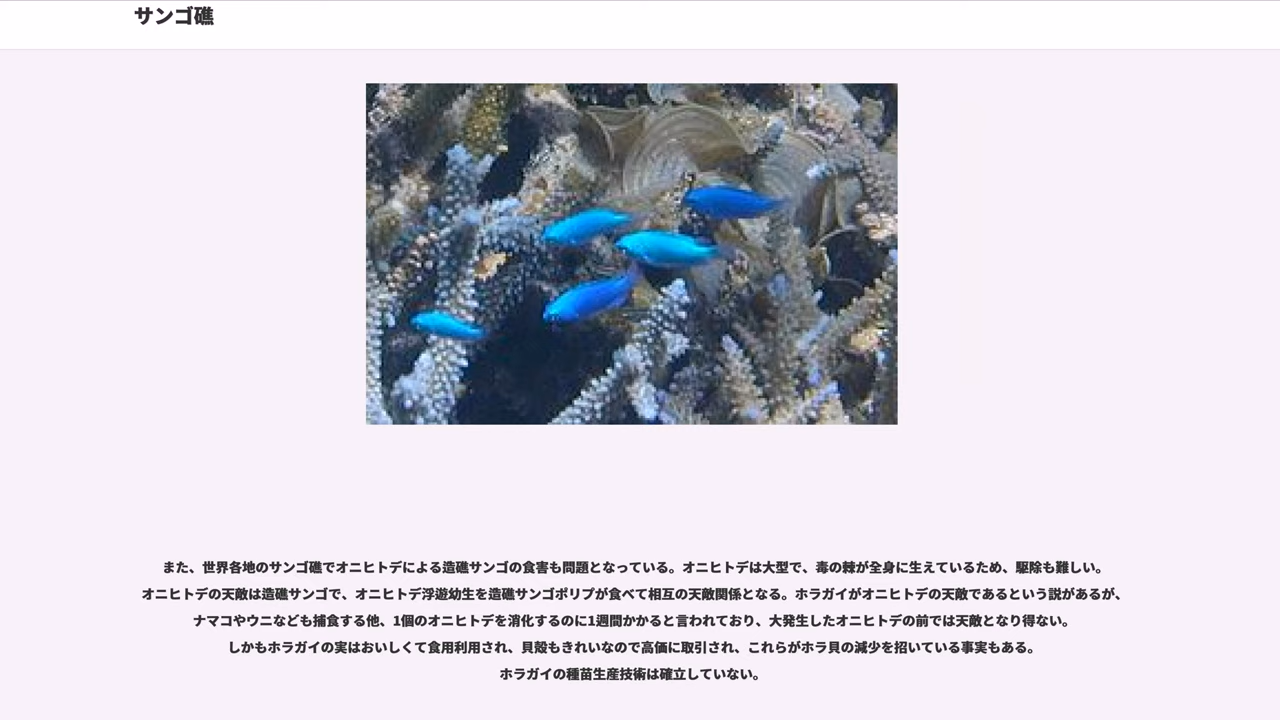 サンゴ礁
また、世界各地のサンゴ礁でオニヒトデによる造礁サンゴの食害も問題となっている。オニヒトデは大型で、毒の棘が全身に生えているため、駆除も難しい。
オニヒトデの天敵は造礁サンゴで、オニヒトデ浮遊幼生を造礁サンゴポリプが食べて相互の天敵関係となる。ホラガイがオニヒトデの天敵であるという説があるが、
ナマコやウニなども捕食する他、1個のオニヒトデを消化するのに1週間かかると言われており、大発生したオニヒトデの前では天敵となり得ない。
しかもホラガイの実はおいしくて食用利用され、貝殻もきれいなので高価に取引され、これらがホラ貝の減少を招いている事実もある。
ホラガイの種苗生産技術は確立していない。